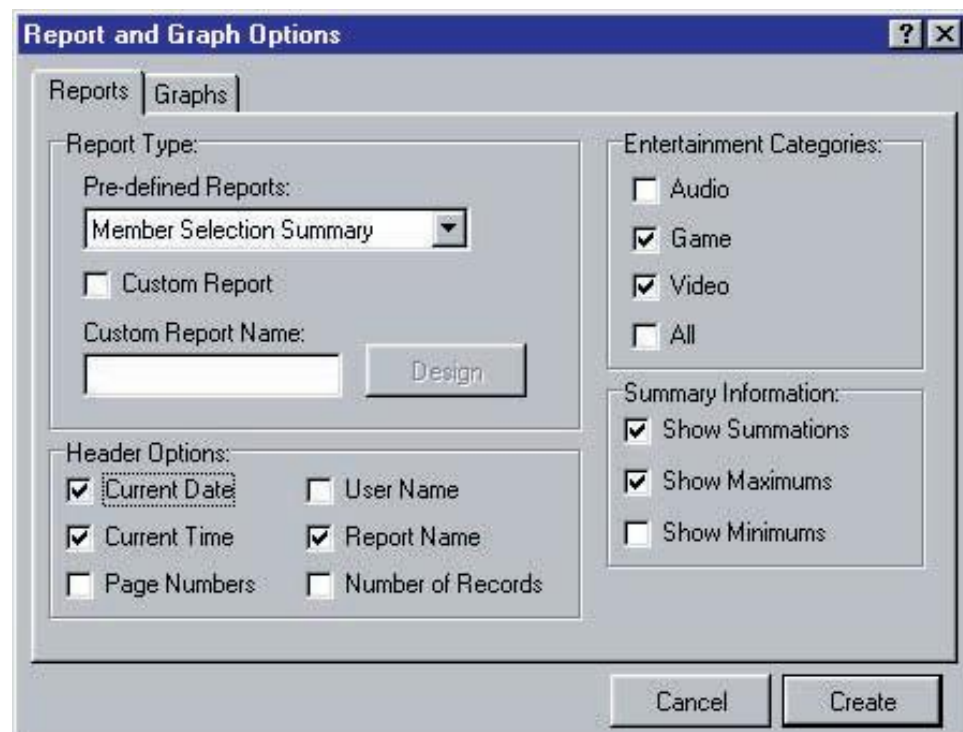 Report and Graph Options
Reports Graphs
Report Type:
Pre-defined Reports:
Member Selection Summary
Custom Report
Custom Report Name:
Design
Entertainment Categories:
Audio
Game
Video
All
Summary Information:
Show Summations
Show Maximums
Show Minimums
Header Options:
Current Date User Name
Current Time Report Name
Page Numbers Number of Records
Cancel Create